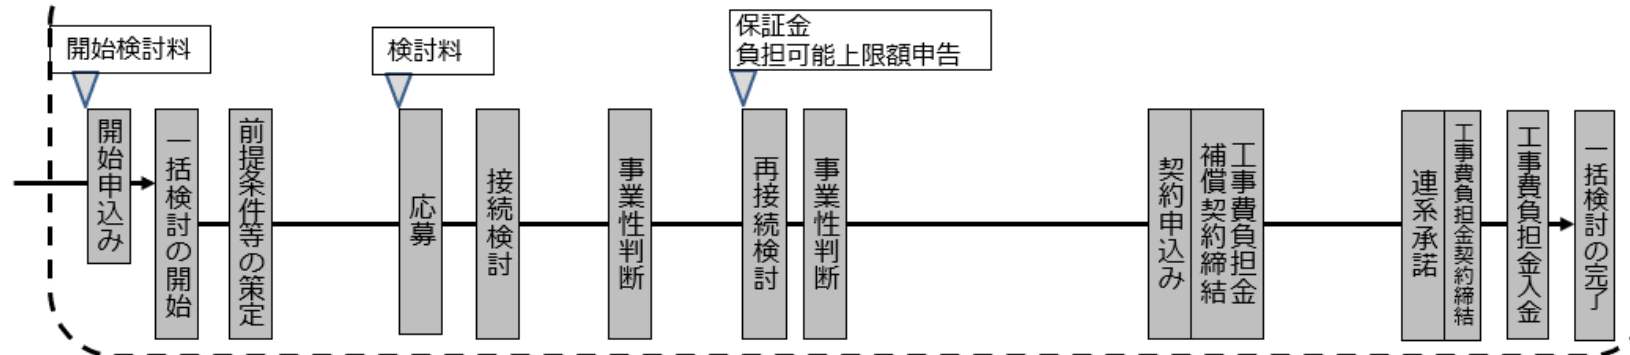 開始検討料
検討料
保証金
負担可能上限額申告
開始申込み
一括検討の開始
前提条件等の策定
応募
接続検討
事業性判断
再接続検討
事業性判断
契約申込み
工事費負担金
補償契約締結
連系承諾
工事費負担金契約締結
工事費負担金入金
一括検討の完了